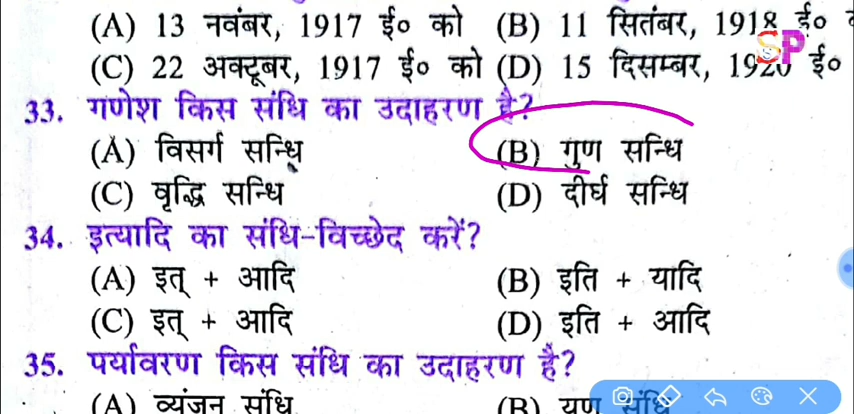 (A) 13 नवंबर, 1917 ई० को (B) 11 सितंबर, 1918 ई०
SP
(C) 22 अक्टूबर, 1917 ई० को (D) 15 दिसम्बर, 1920 ई०
33. गणेश किस संधि का उदाहरण है?
(A) विसर्ग सन्धि (B) गुण सन्धि
(C) वृद्धि सन्धि (D) दीर्घ सन्धि
34. इत्यादि का संधि-विच्छेद करें?
(A) इत् + आदि (B) इति + यादि
(C) इत् + आदि (D) इति + आदि
35. पर्यावरण किस संधि का उदाहरण है?
(A) व्यंजन संधि (B) यण संधि